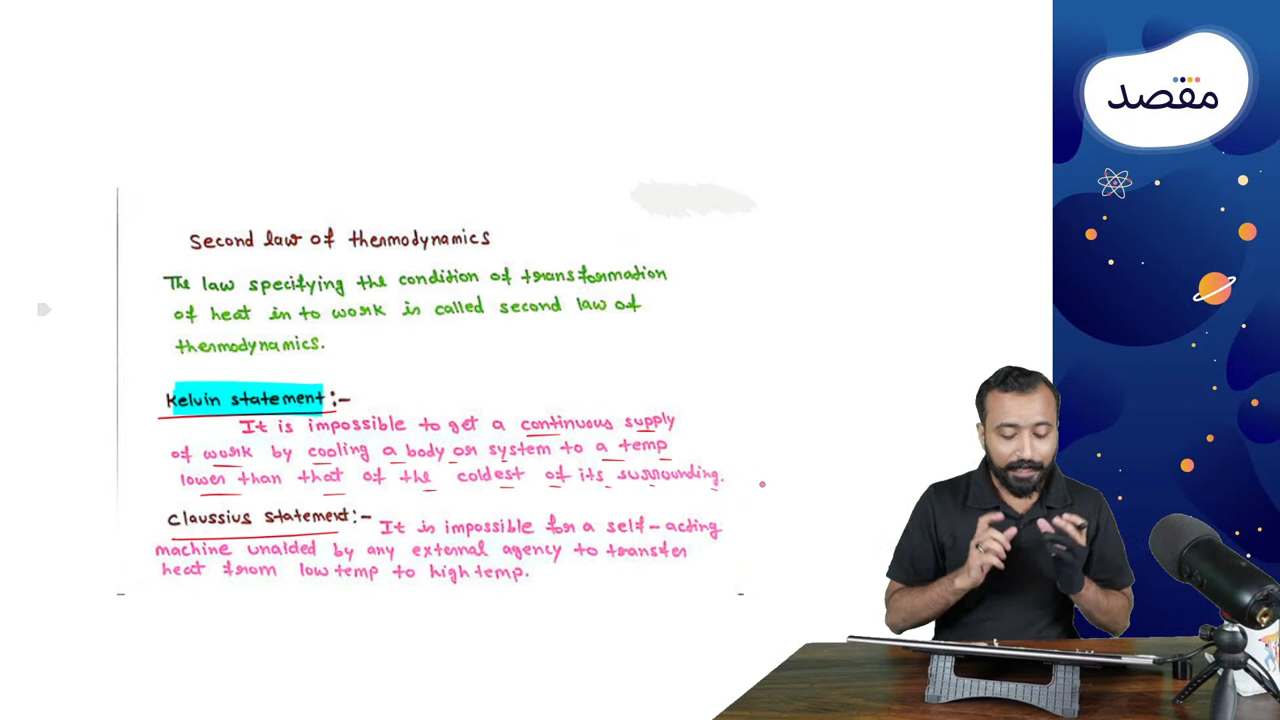 مقصد
Second law of thermodynamics
The law specifying the condition of transformation
of heat in to work is called second law of
thermodynamics.
Kelvin statement:-
It is impossible to get a continuous supply
of work by cooling a body or system to a temp
lower than that of the coldest of its surrounding.
Claussius statement:- It is impossible for a self-acting
machine unaided by any external agency to transfer
heat from low temp to high temp.